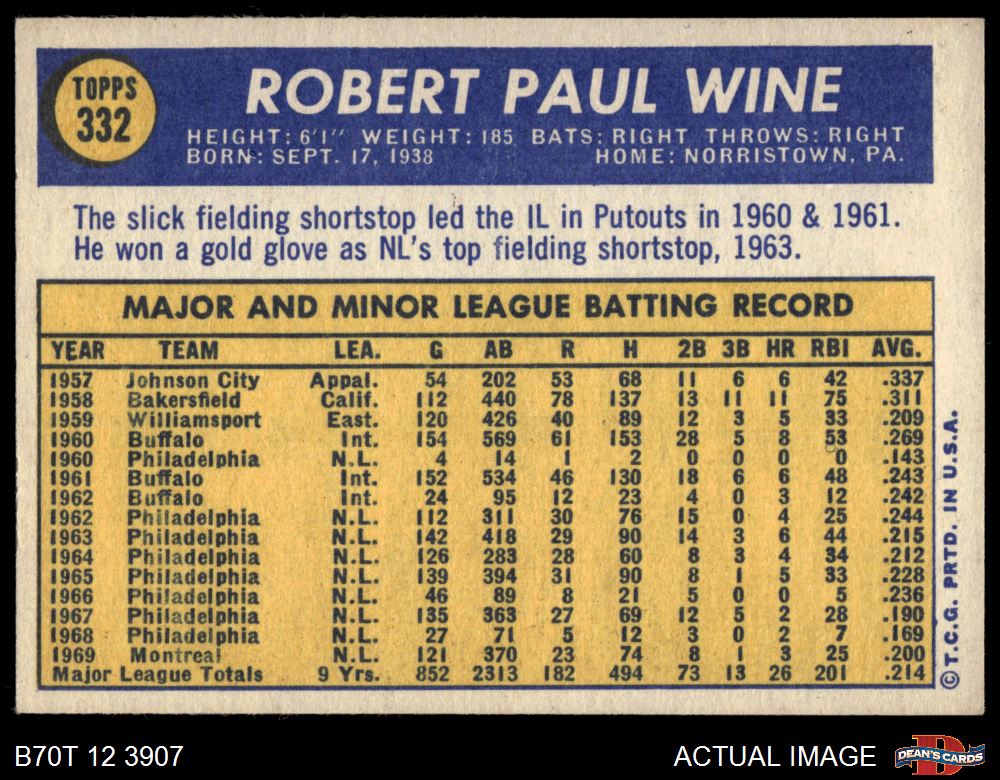 TOPPS
332
ROBERT PAUL WINE
HEIGHT: 6'1" WEIGHT: 185 BATS: RIGHT THROWS: RIGHT
BORN: SEPT. 17, 1938 HOME: NORRISTOWN, PA.
The slick fielding shortstop led the IL in Putouts in 1960 & 1961.
He won a gold glove as NL's top fielding shortstop, 1963.
MAJOR AND MINOR LEAGUE BATTING RECORD
YEAR TEAM LEA. G AB R H 2B 3B HR RBI AVG.
1957 Johnson City Appal. 54 202 53 68 11 6 6 42 .337
1958 Bakersfield Calif. 112 440 78 137 13 11 11 75 .311
1959 Williamsport East. 120 426 40 89 12 3 5 33 .209
1960 Buffalo Int. 154 569 61 153 28 5 8 53 .269
1960 Philadelphia N.L. 4 14 1 2 0 0 0 0 .143
1961 Buffalo Int. 152 534 46 130 18 6 6 48 .243
1962 Buffalo Int. 24 95 12 23 4 0 3 12 .242
1962 Philadelphia N.L. 112 311 30 76 15 0 4 25 .244
1963 Philadelphia N.L. 142 418 29 90 14 3 6 44 .215
1964 Philadelphia N.L. 126 283 28 60 8 3 4 34 .212
1965 Philadelphia N.L. 139 394 31 90 8 1 5 33 .228
1966 Philadelphia N.L. 46 89 8 21 5 0 0 5 .236
1967 Philadelphia N.L. 135 363 27 69 12 5 2 28 .190
1968 Philadelphia N.L. 27 71 5 12 3 0 2 7 .169
1969 Montreal N.L. 121 370 23 74 8 1 3 25 .200
Major League Totals 9 Yrs. 852 2313 182 494 73 13 26 201 .214
©T.C.G. PRTD. IN U.S.A.
B70T 12 3907
ACTUAL IMAGE
DEAN'S CARDS